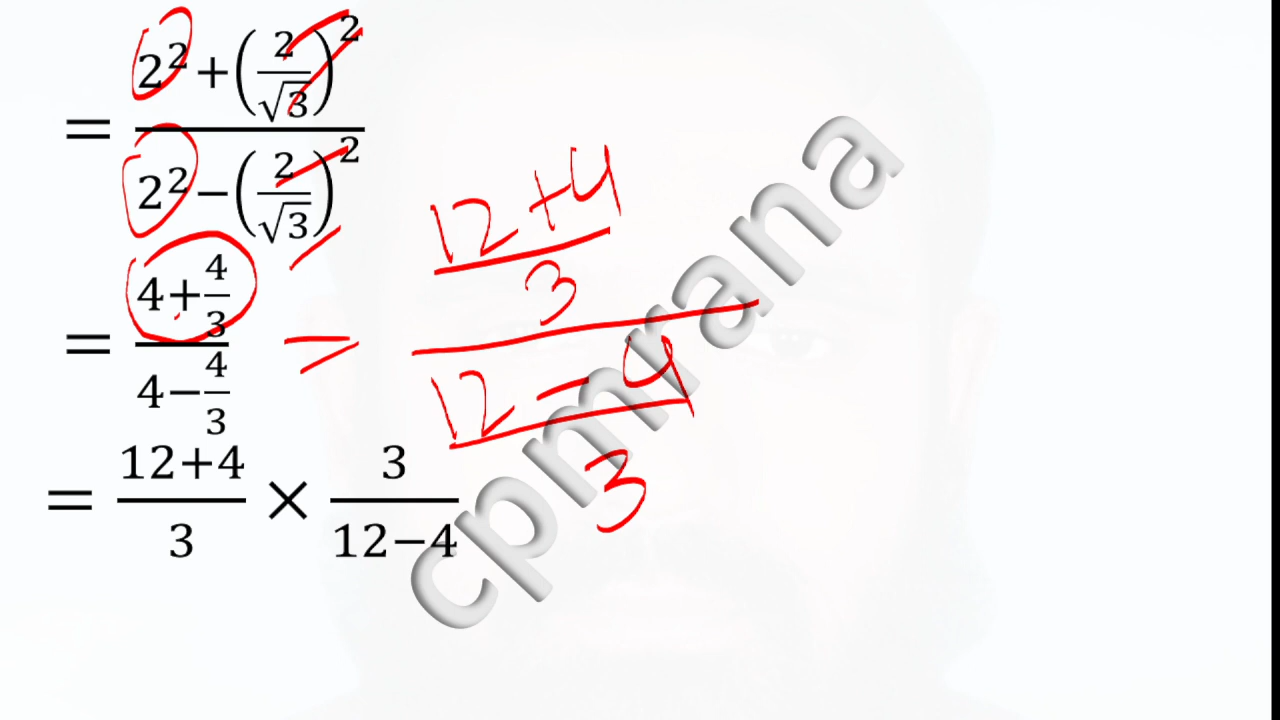 = (2² + (2/√3)²) / (2² − (2/√3)²)
= (4 + 4/3) / (4 − 4/3) = ((12+4)/3) / ((12−4)/3)
= (12+4)/3 × 3/(12−4)
cpmrana